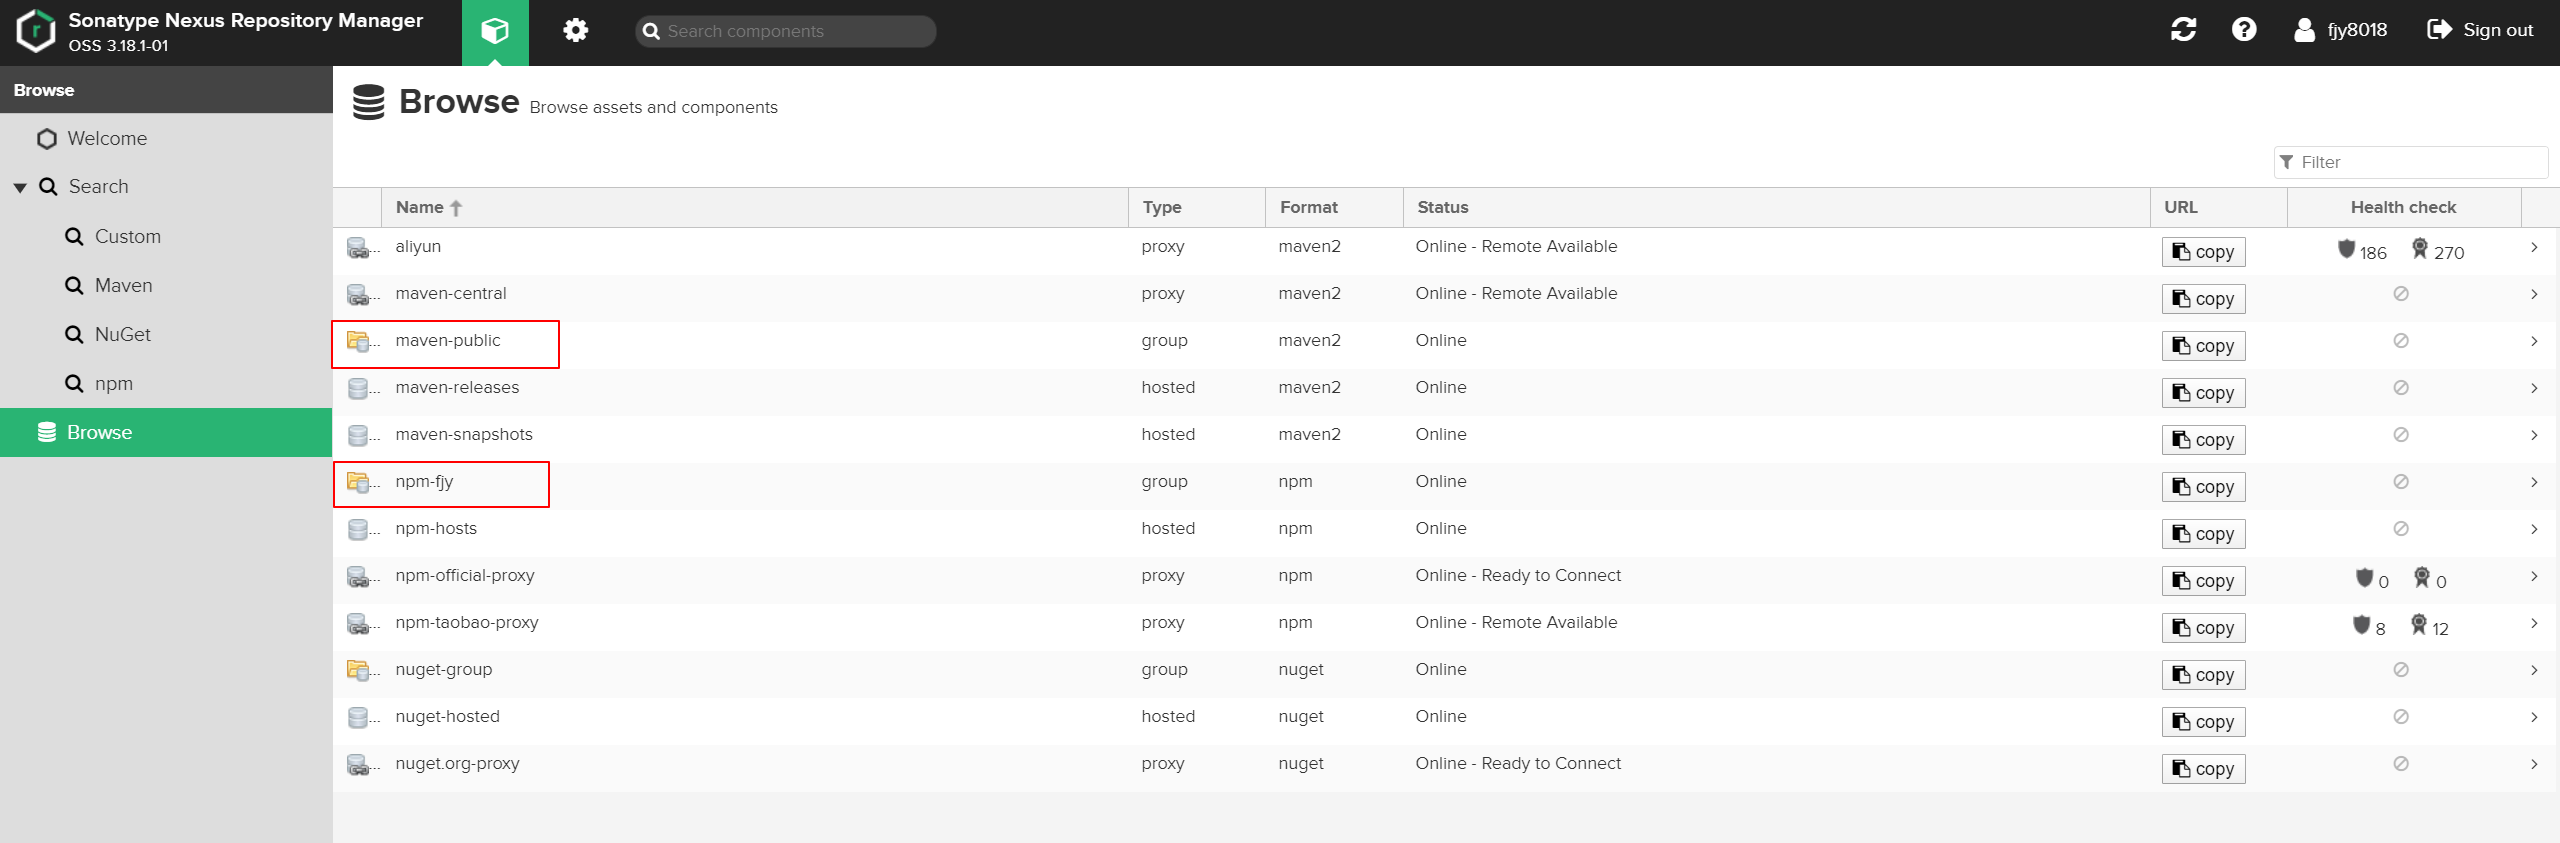 Sonatype Nexus Repository Manager
OSS 3.18.1-01
Search components
fjy8018
Sign out
Browse
Welcome
Search
Custom
Maven
NuGet
npm
Browse
Browse Browse assets and components
Filter
Name Type Format Status URL Health check
... aliyun proxy maven2 Online - Remote Available copy 186 270
... maven-central proxy maven2 Online - Remote Available copy
... maven-public group maven2 Online copy
... maven-releases hosted maven2 Online copy
... maven-snapshots hosted maven2 Online copy
... npm-fjy group npm Online copy
... npm-hosts hosted npm Online copy
... npm-official-proxy proxy npm Online - Ready to Connect copy 0 0
... npm-taobao-proxy proxy npm Online - Remote Available copy 8 12
... nuget-group group nuget Online copy
... nuget-hosted hosted nuget Online copy
... nuget.org-proxy proxy nuget Online - Ready to Connect copy